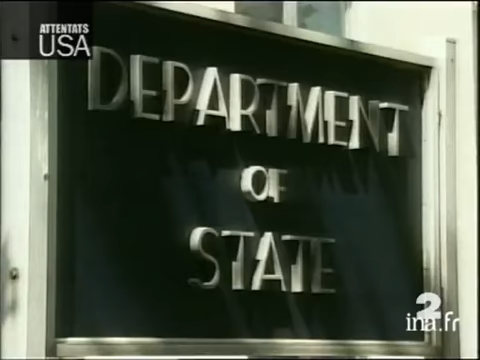 ATTENTATS
USA
DEPARTMENT
OF
STATE
2
ina.fr